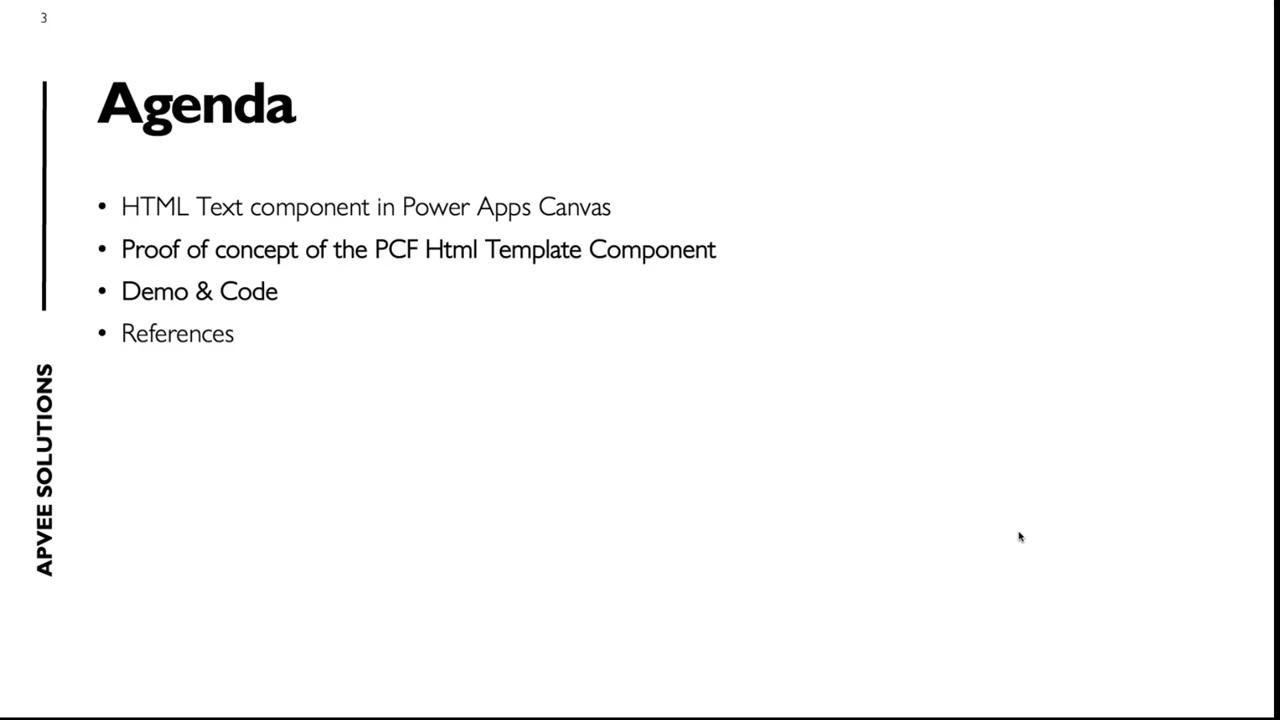 3
Agenda
• HTML Text component in Power Apps Canvas
• Proof of concept of the PCF Html Template Component
• Demo & Code
• References
APVEE SOLUTIONS